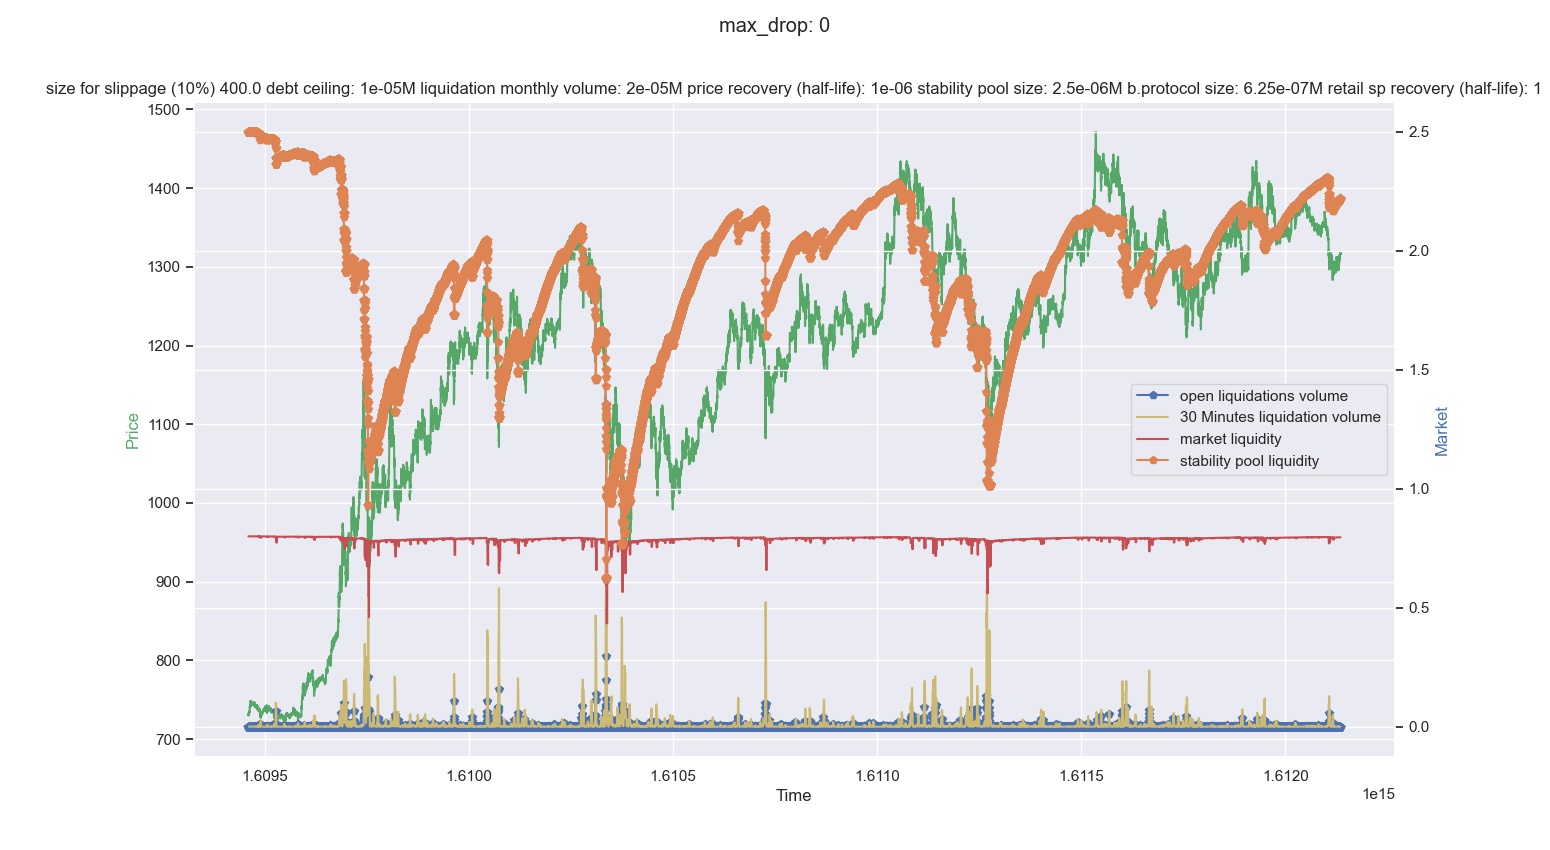 max_drop: 0
size for slippage (10%) 400.0 debt ceiling: 1e-05M liquidation monthly volume: 2e-05M price recovery (half-life): 1e-06 stability pool size: 2.5e-06M b.protocol size: 6.25e-07M retail sp recovery (half-life): 1
1500
1400
1300
1200
1100
1000
900
800
700
Price
2.5
2.0
1.5
1.0
0.5
0.0
Market
open liquidations volume
30 Minutes liquidation volume
market liquidity
stability pool liquidity
1.6095 1.6100 1.6105 1.6110 1.6115 1.6120
Time
1e15